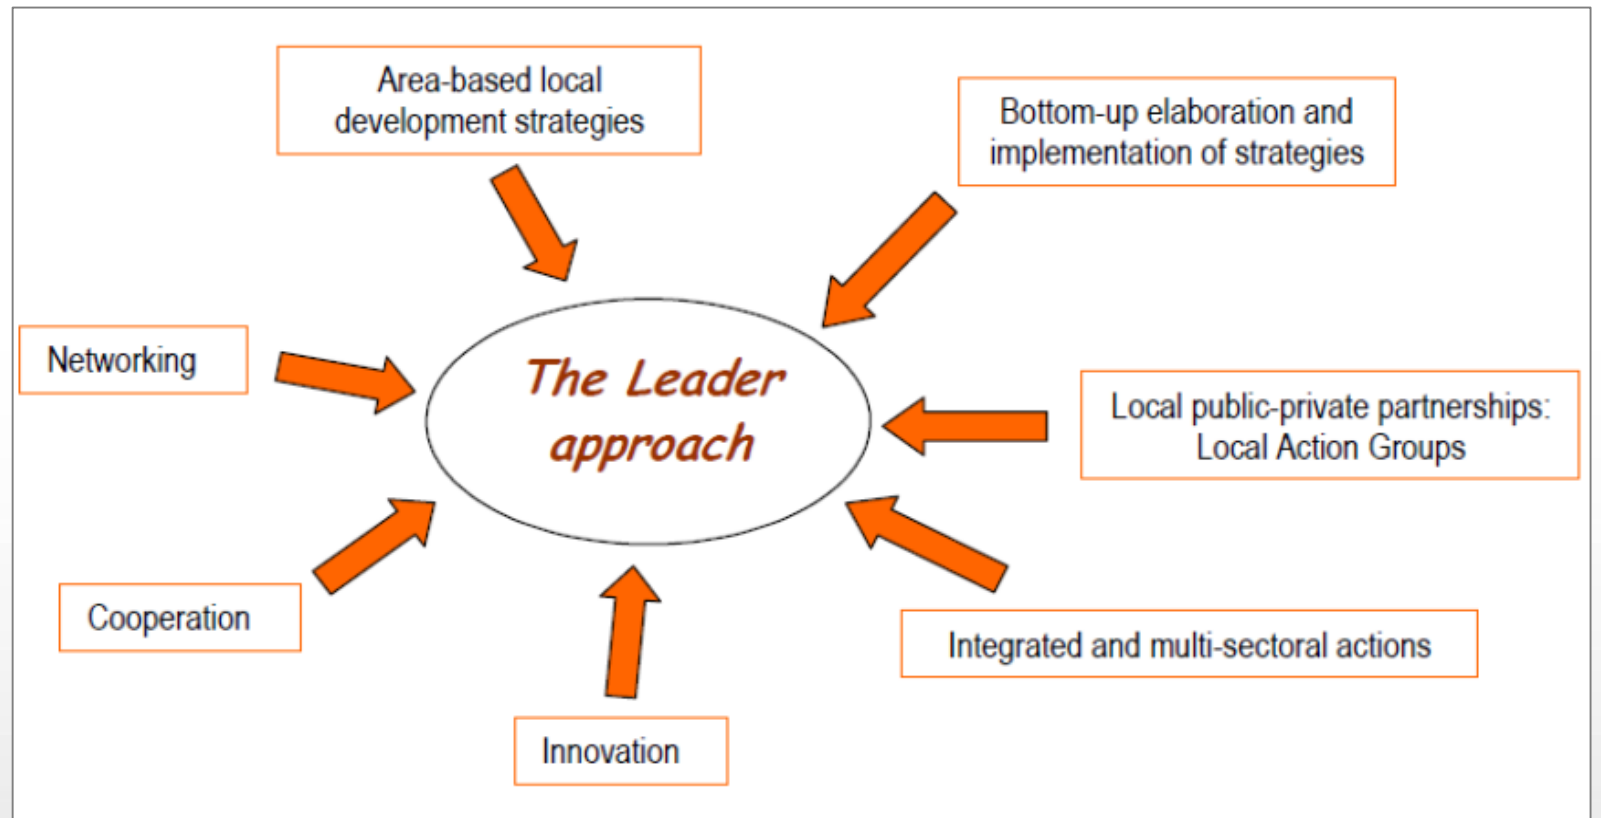 Area-based local
development strategies
Bottom-up elaboration and
implementation of strategies
Networking
The Leader
approach
Local public-private partnerships:
Local Action Groups
Cooperation
Integrated and multi-sectoral actions
Innovation